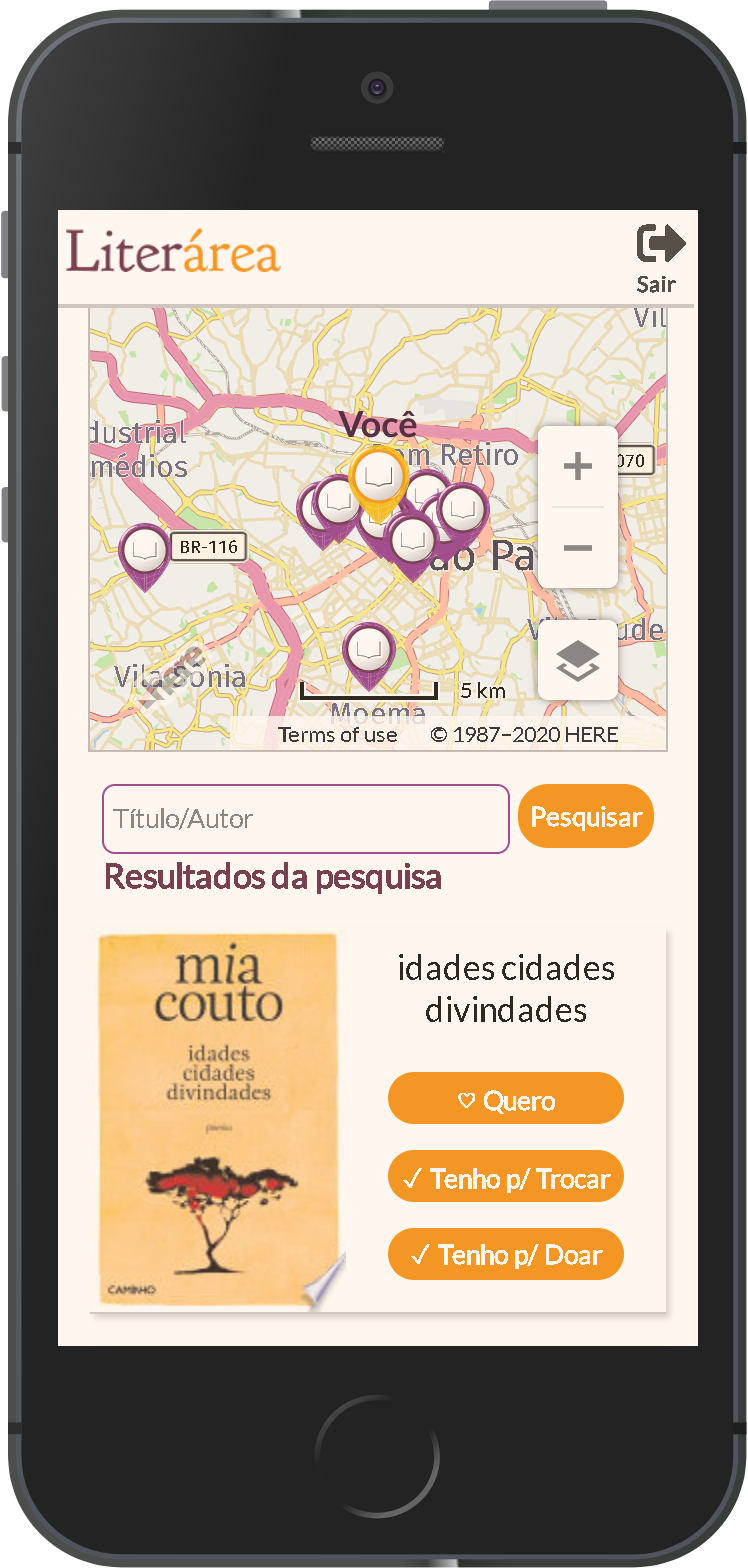 Literárea
Sair
Vil
dustrial
médios
Você
om Retiro
070
BR-116
ão Pa
Vila Sônia
here
5 km
Moema
Terms of use © 1987–2020 HERE
Título/Autor
Pesquisar
Resultados da pesquisa
mia
couto
idades
cidades
divindades
poesia
CAMINHO
idades cidades
divindades
♡ Quero
✓ Tenho p/ Trocar
✓ Tenho p/ Doar